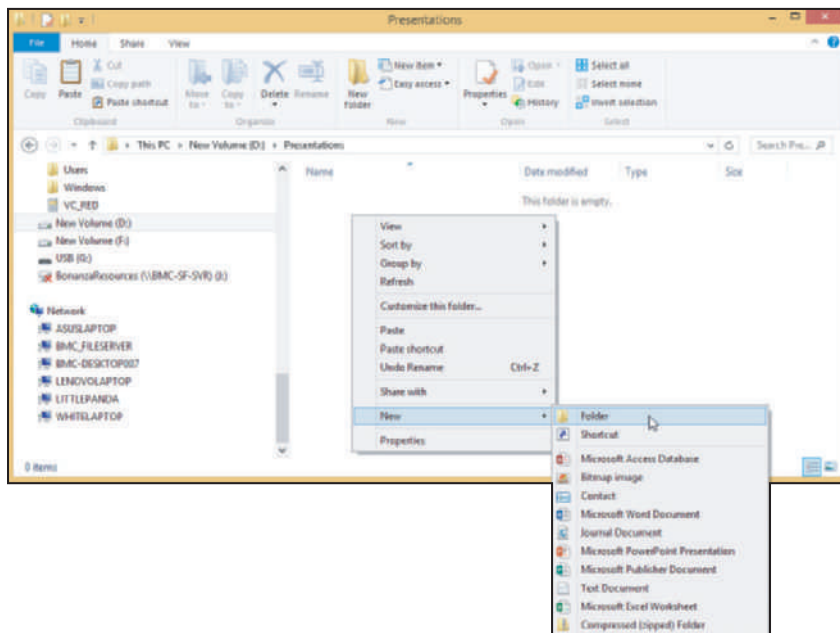 Presentations
File Home Share View
Copy
Paste
Cut
Copy path
Paste shortcut
Clipboard
Move to
Copy to
Delete
Rename
Organize
New folder
New item
Easy access
New
Properties
Open
Edit
History
Open
Select all
Select none
Invert selection
Select
This PC New Volume (D:) Presentations
Search Pre...
Users
Windows
VC_RED
New Volume (D:)
New Volume (F:)
USB (G:)
BonanzaResources (\\BMC-SF-SVR) (I:)
Network
ASUSLAPTOP
BMC_FILESERVER
BMC-DESKTOP007
LENOVOLAPTOP
LITTLEPANDA
WHITELAPTOP
0 items
Name Date modified Type Size
This folder is empty.
View
Sort by
Group by
Refresh
Customize this folder...
Paste
Paste shortcut
Undo Rename Ctrl+Z
Share with
New
Properties
Folder
Shortcut
Microsoft Access Database
Bitmap image
Contact
Microsoft Word Document
Journal Document
Microsoft PowerPoint Presentation
Microsoft Publisher Document
Text Document
Microsoft Excel Worksheet
Compressed (zipped) Folder